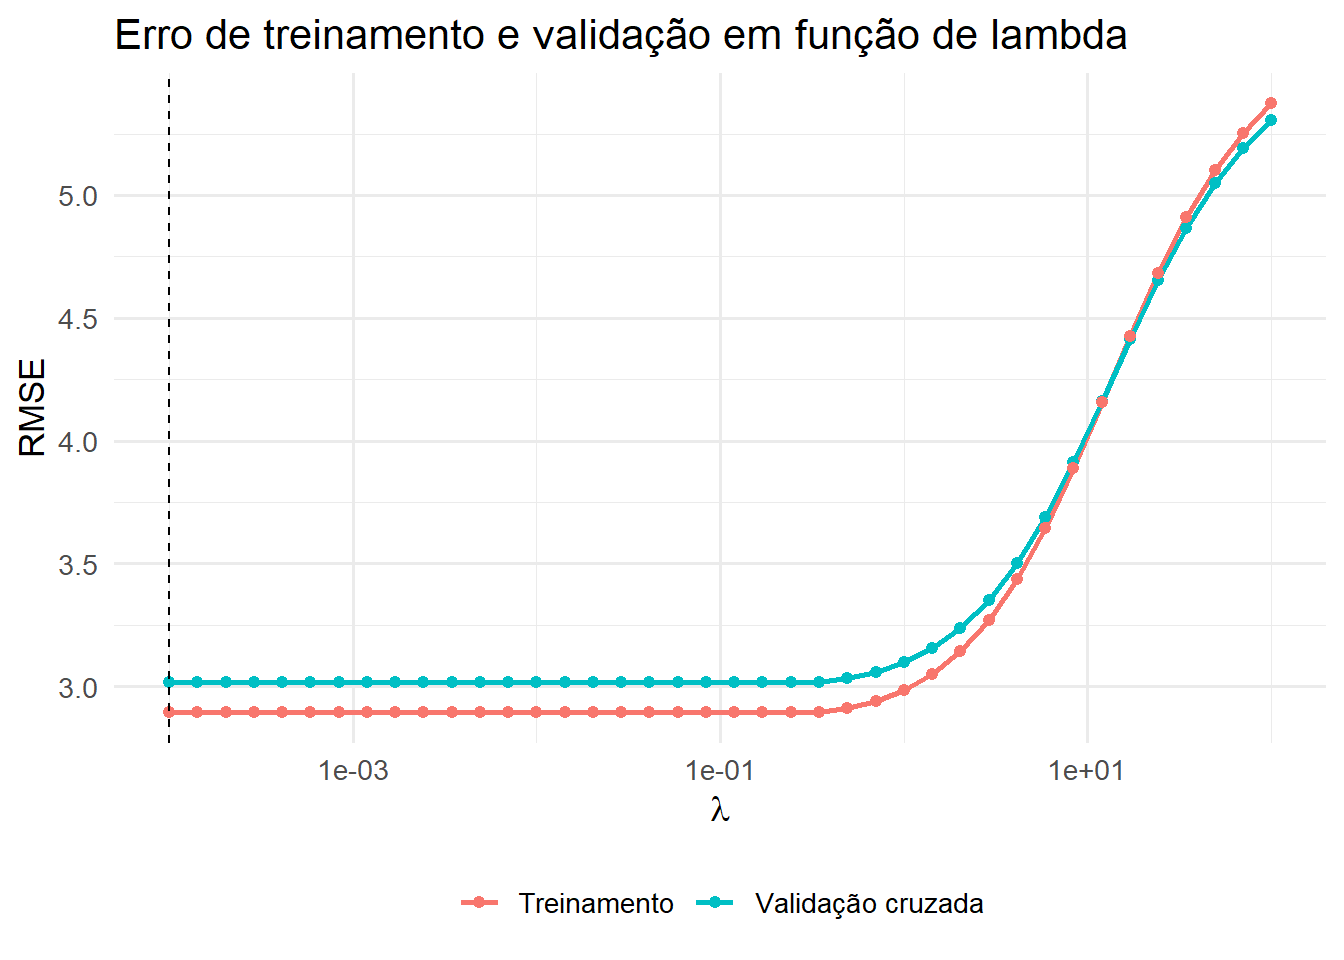 Erro de treinamento e validação em função de lambda
RMSE
5.0
4.5
4.0
3.5
3.0
1e-03 1e-01 1e+01
λ
Treinamento Validação cruzada